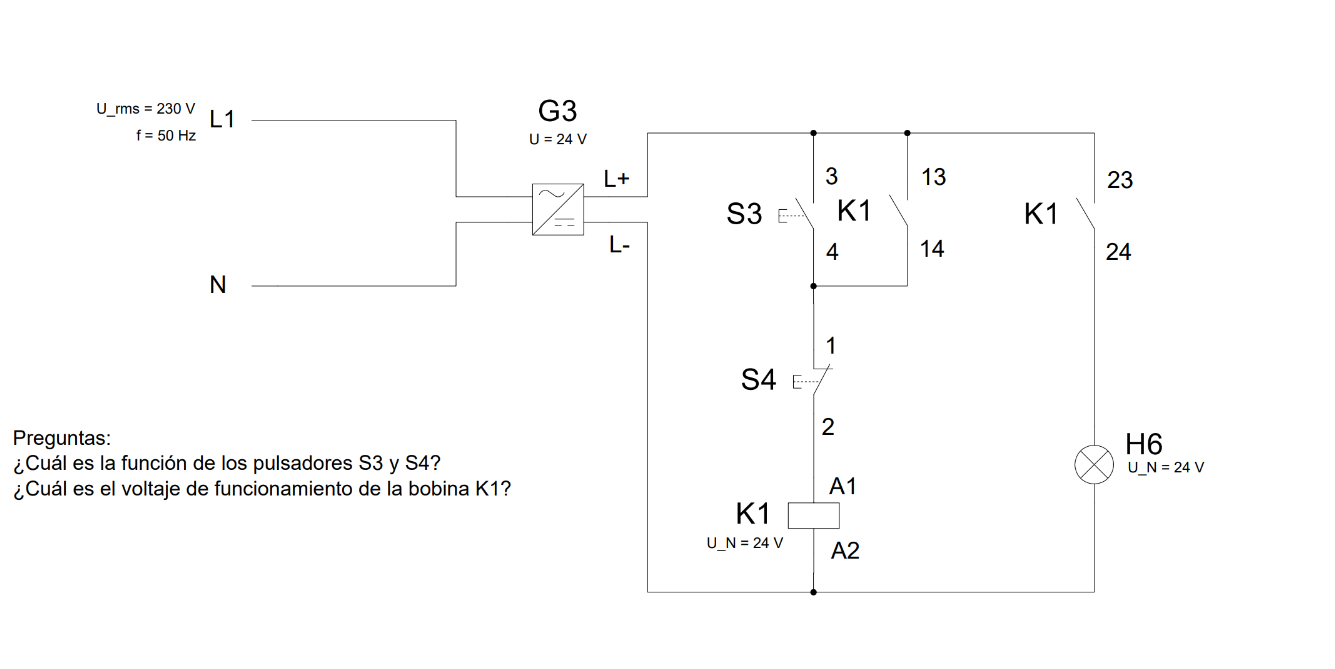 U_rms = 230 V
f = 50 Hz
L1
N
G3
U = 24 V
L+
L-
S3
3
4
K1
13
14
K1
23
24
S4
1
2
K1
U_N = 24 V
A1
A2
H6
U_N = 24 V
Preguntas:
¿Cuál es la función de los pulsadores S3 y S4?
¿Cuál es el voltaje de funcionamiento de la bobina K1?